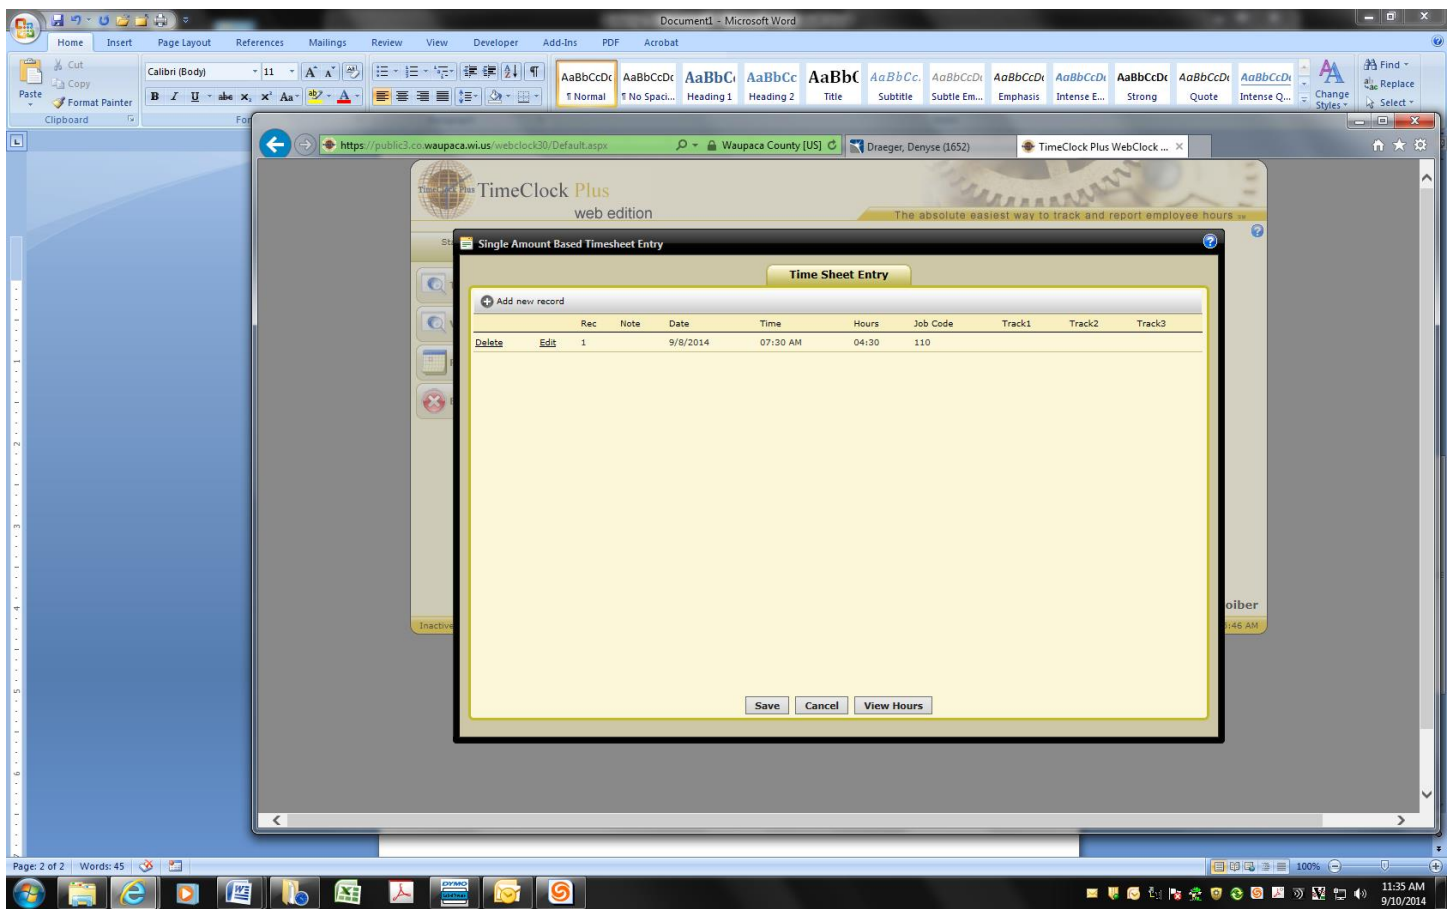 Document1 - Microsoft Word
Home Insert Page Layout References Mailings Review View Developer Add-Ins PDF Acrobat
Paste
Cut
Copy
Format Painter
Clipboard
Calibri (Body) 11
AaBbCcDc AaBbCcDc AaBbC AaBbCc AaBb( AaBbCc. AaBbCcDc AaBbCcDc AaBbCcDc AaBbCcDc AaBbCcDc AaBbCcDc
¶ Normal ¶ No Spaci... Heading 1 Heading 2 Title Subtitle Subtle Em... Emphasis Intense E... Strong Quote Intense Q...
Change
Styles
Find
Replace
Select
https://public3.co.waupaca.wi.us/webclock30/Default.aspx Waupaca County [US] Draeger, Denyse (1652) TimeClock Plus WebClock ...
TimeClock Plus
TimeClock Plus
web edition
The absolute easiest way to track and report employee hours
Single Amount Based Timesheet Entry
Time Sheet Entry
Add new record
Rec Note Date Time Hours Job Code Track1 Track2 Track3
Delete Edit 1 9/8/2014 07:30 AM 04:30 110
oiber
Inactive :46 AM
Save Cancel View Hours
Page: 2 of 2 Words: 45 100%
DYMO
11:35 AM
9/10/2014